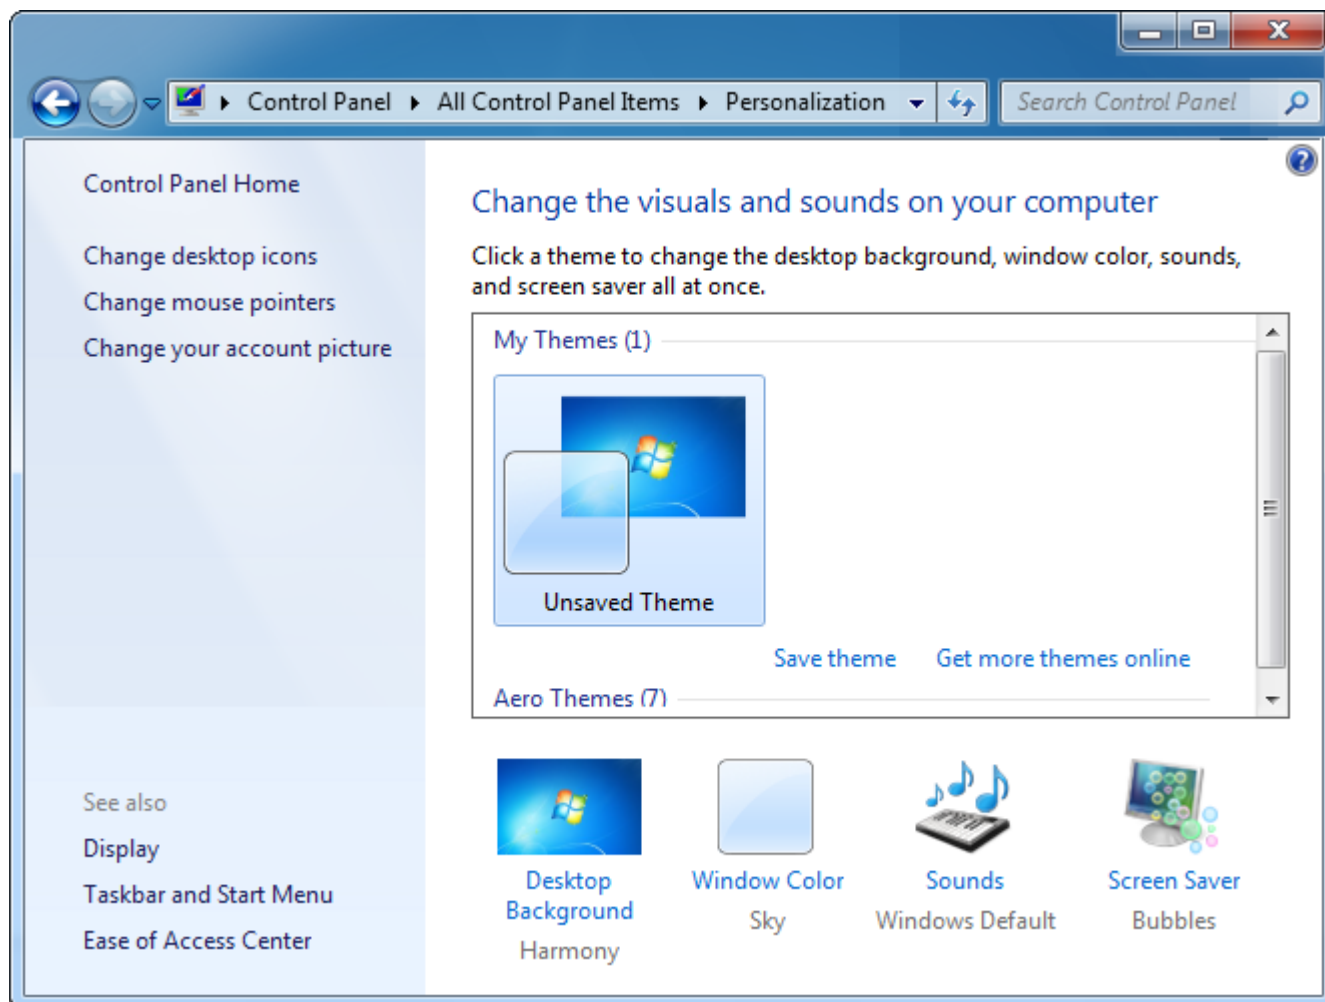 Control Panel All Control Panel Items Personalization Search Control Panel
Control Panel Home
Change desktop icons
Change mouse pointers
Change your account picture
See also
Display
Taskbar and Start Menu
Ease of Access Center
Change the visuals and sounds on your computer
Click a theme to change the desktop background, window color, sounds,
and screen saver all at once.
My Themes (1)
Unsaved Theme
Save theme Get more themes online
Aero Themes (7)
Desktop
Background
Harmony
Window Color
Sky
Sounds
Windows Default
Screen Saver
Bubbles